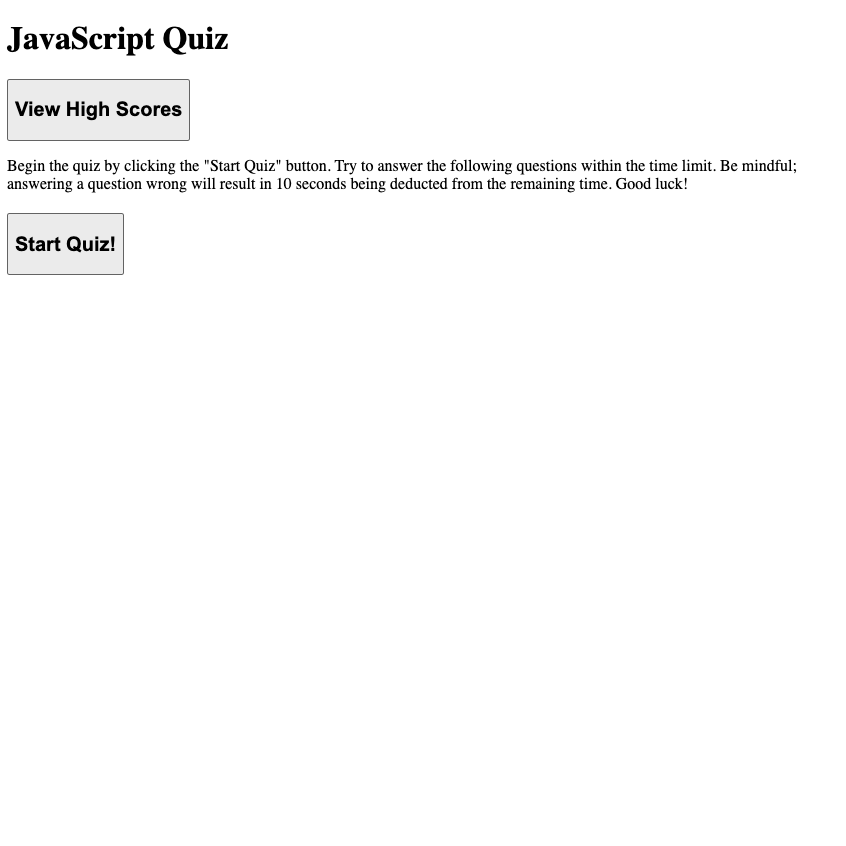 JavaScript Quiz
View High Scores
Begin the quiz by clicking the "Start Quiz" button. Try to answer the following questions within the time limit. Be mindful;
answering a question wrong will result in 10 seconds being deducted from the remaining time. Good luck!
Start Quiz!